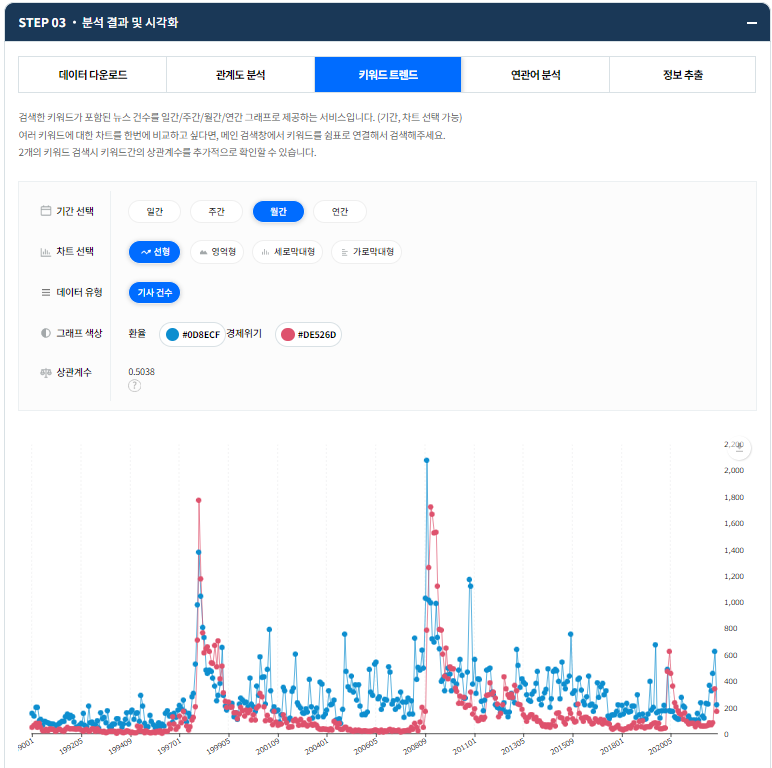 STEP 03 • 분석 결과 및 시각화
데이터 다운로드
관계도 분석
키워드 트렌드
연관어 분석
정보 추출
검색한 키워드가 포함된 뉴스 건수를 일간/주간/월간/연간 그래프로 제공하는 서비스입니다. (기간, 차트 선택 가능)
여러 키워드에 대한 차트를 한번에 비교하고 싶다면, 메인 검색창에서 키워드를 쉼표로 연결해서 검색해주세요.
2개의 키워드 검색시 키워드간의 상관계수를 추가적으로 확인할 수 있습니다.
기간 선택 일간 주간 월간 연간
차트 선택 선형 영역형 세로막대형 가로막대형
데이터 유형 기사 건수
그래프 색상 환율 #0D8ECF 경제위기 #DE526D
상관계수 0.5038
?
2,200
2,000
1,800
1,600
1,400
1,200
1,000
800
600
400
200
0
199205 199409 199701 199905 200109 200401 200605 200809 201101 201305 201509 201801 202005